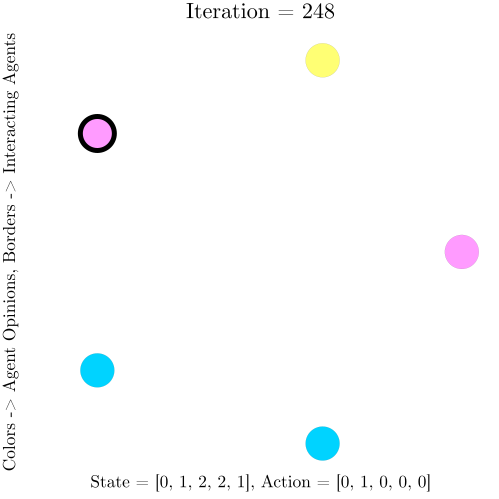 Iteration = 248
Colors -> Agent Opinions, Borders -> Interacting Agents
State = [0, 1, 2, 2, 1], Action = [0, 1, 0, 0, 0]